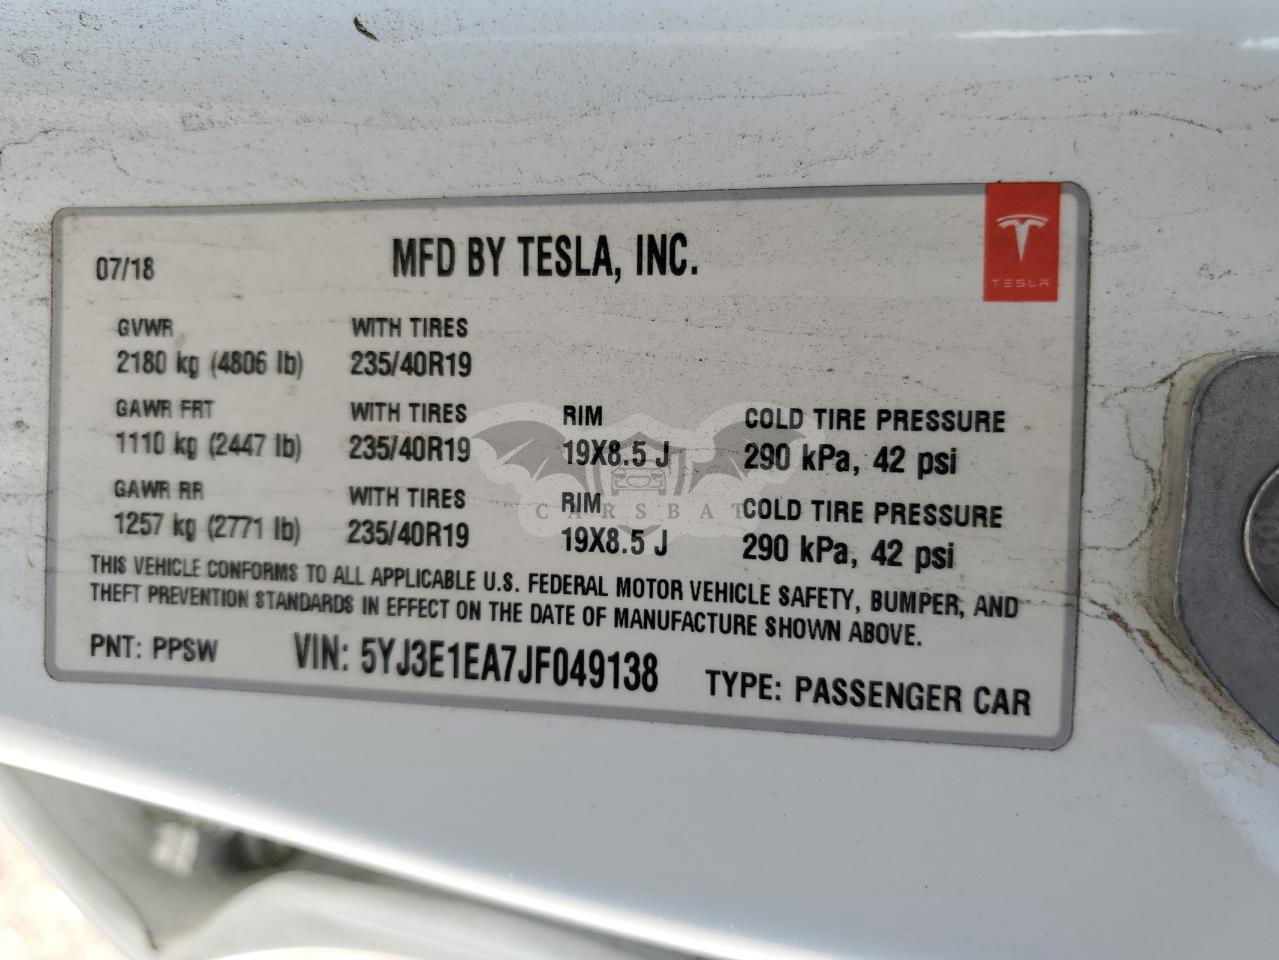 07/18 MFD BY TESLA, INC.
TESLA
GVWR WITH TIRES
2180 kg (4806 lb) 235/40R19
GAWR FRT WITH TIRES RIM COLD TIRE PRESSURE
1110 kg (2447 lb) 235/40R19 19X8.5 J 290 kPa, 42 psi
GAWR RR WITH TIRES RIM COLD TIRE PRESSURE
1257 kg (2771 lb) 235/40R19 19X8.5 J 290 kPa, 42 psi
CARSBAT
THIS VEHICLE CONFORMS TO ALL APPLICABLE U.S. FEDERAL MOTOR VEHICLE SAFETY, BUMPER, AND
THEFT PREVENTION STANDARDS IN EFFECT ON THE DATE OF MANUFACTURE SHOWN ABOVE.
PNT: PPSW VIN: 5YJ3E1EA7JF049138 TYPE: PASSENGER CAR